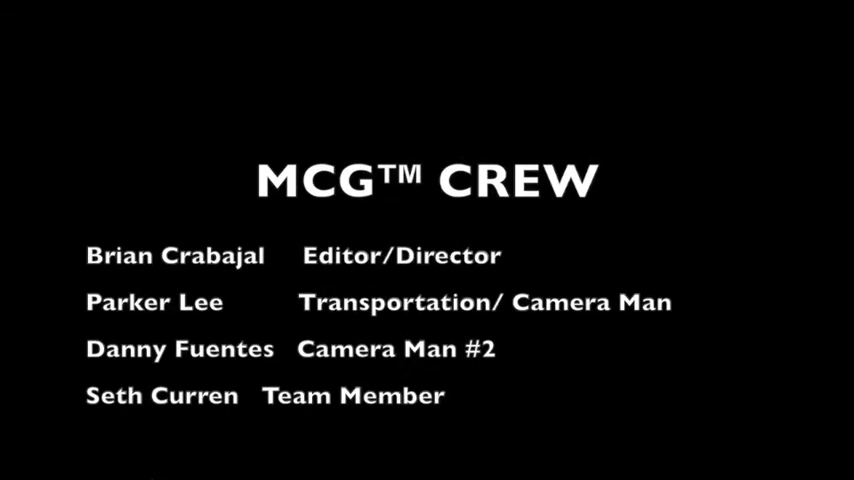 MCG™ CREW
Brian Crabajal Editor/Director
Parker Lee Transportation/ Camera Man
Danny Fuentes Camera Man #2
Seth Curren Team Member